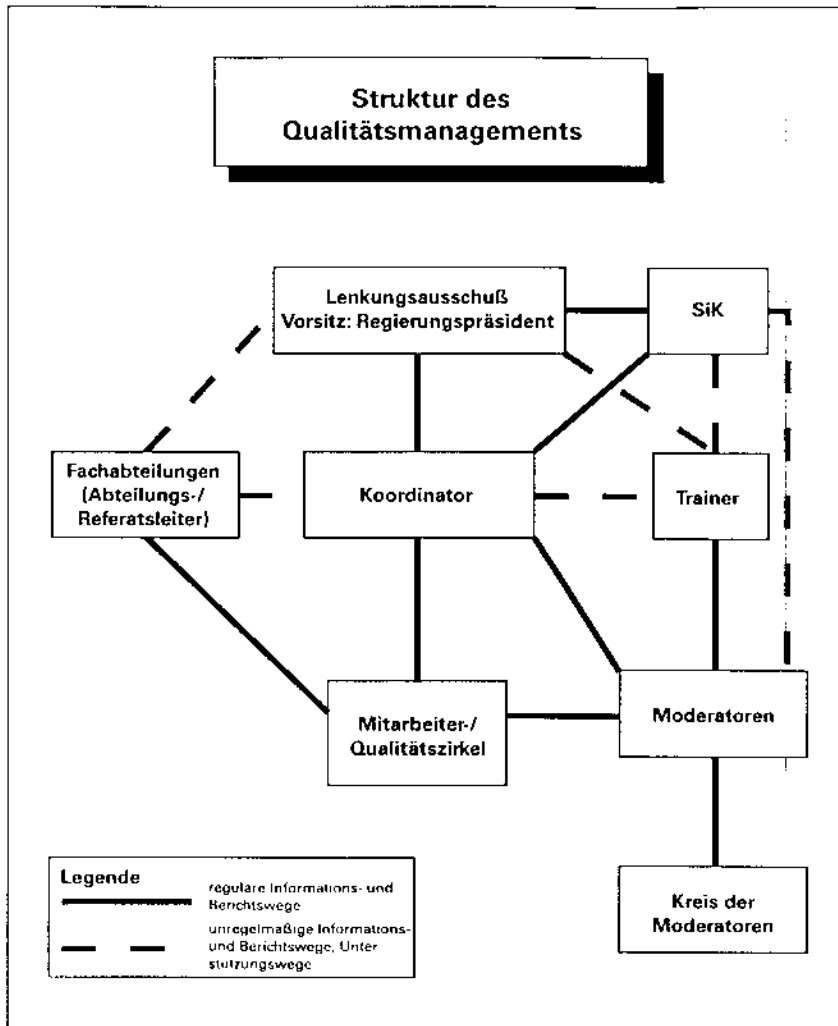 Struktur des
Qualitätsmanagements
Lenkungsausschuß
Vorsitz: Regierungspräsident
SiK
Fachabteilungen
(Abteilungs-/
Referatsleiter)
Koordinator
Trainer
Mitarbeiter-/
Qualitätszirkel
Moderatoren
Kreis der
Moderatoren
Legende
reguläre Informations- und
Berichtswege
unregelmäßige Informations-
und Berichtswege, Unter
stützungswege